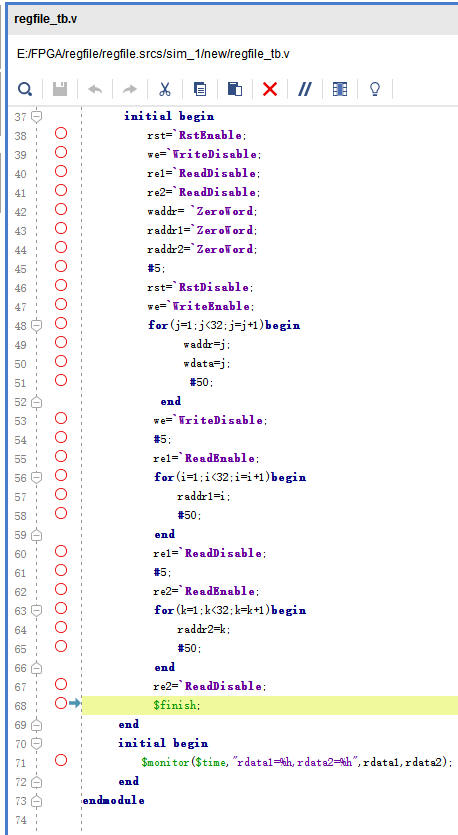 regfile_tb.v
E:/FPGA/regfile/regfile.srcs/sim_1/new/regfile_tb.v
37 initial begin
38 rst=`RstEnable;
39 we=`WriteDisable;
40 re1=`ReadDisable;
41 re2=`ReadDisable;
42 waddr= `ZeroWord;
43 raddr1=`ZeroWord;
44 raddr2=`ZeroWord;
45 #5;
46 rst=`RstDisable;
47 we=`WriteEnable;
48 for(j=1;j<32;j=j+1)begin
49 waddr=j;
50 wdata=j;
51 #50;
52 end
53 we=`WriteDisable;
54 #5;
55 re1=`ReadEnable;
56 for(i=1;i<32;i=i+1)begin
57 raddr1=i;
58 #50;
59 end
60 re1=`ReadDisable;
61 #5;
62 re2=`ReadEnable;
63 for(k=1;k<32;k=k+1)begin
64 raddr2=k;
65 #50;
66 end
67 re2=`ReadDisable;
68 $finish;
69 end
70 initial begin
71 $monitor($time,"rdata1=%h,rdata2=%h",rdata1,rdata2);
72 end
73 endmodule
74